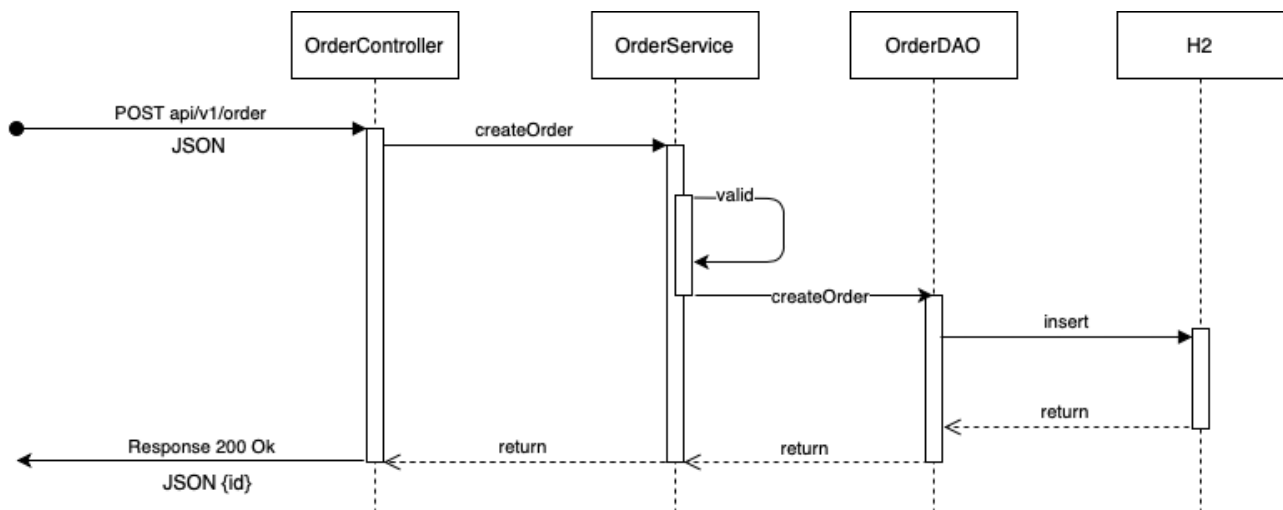 OrderController
OrderService
OrderDAO
H2
POST api/v1/order
JSON
createOrder
valid
createOrder
insert
return
Response 200 Ok
return
return
JSON {id}